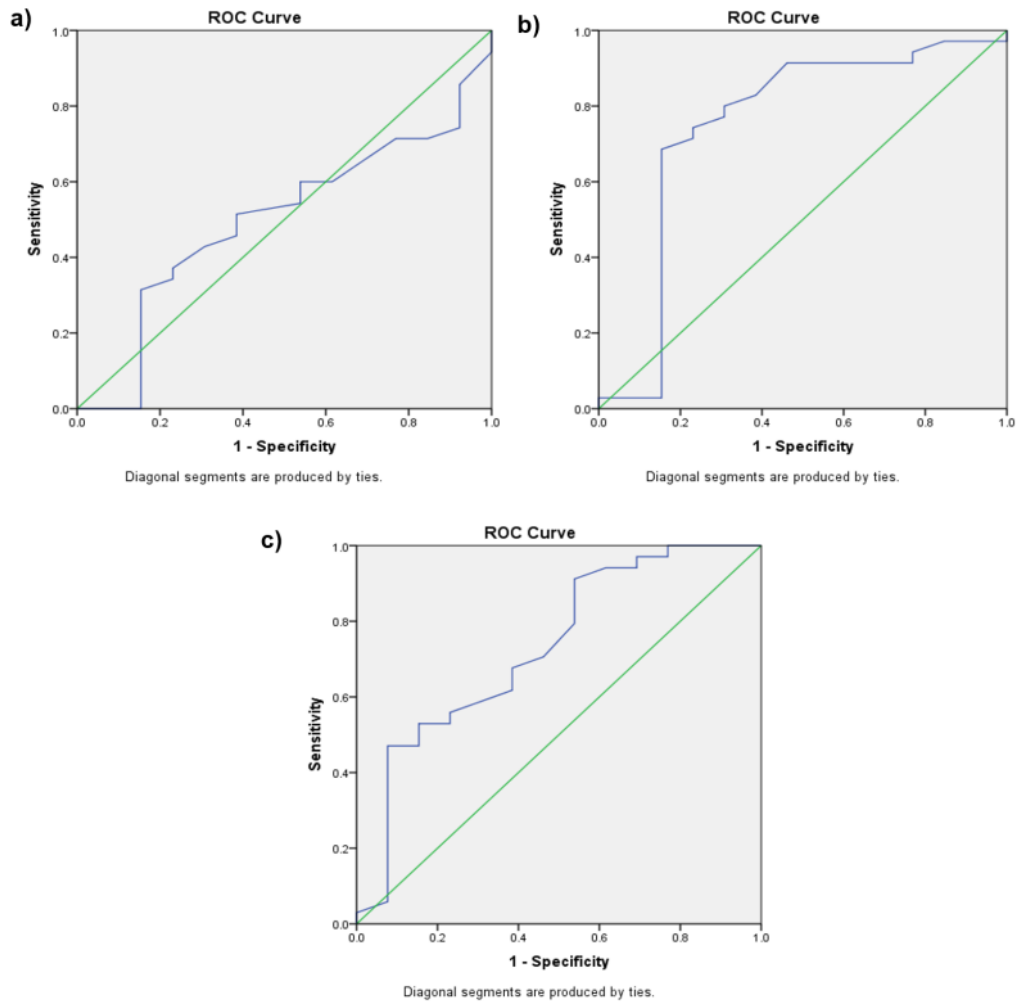 a)
ROC Curve
1.0
0.8
0.6
0.4
0.2
0.0
Sensitivity
0.0 0.2 0.4 0.6 0.8 1.0
1 - Specificity
Diagonal segments are produced by ties.
b)
ROC Curve
1.0
0.8
0.6
0.4
0.2
0.0
Sensitivity
0.0 0.2 0.4 0.6 0.8 1.0
1 - Specificity
Diagonal segments are produced by ties.
c)
ROC Curve
1.0
0.8
0.6
0.4
0.2
0.0
Sensitivity
0.0 0.2 0.4 0.6 0.8 1.0
1 - Specificity
Diagonal segments are produced by ties.